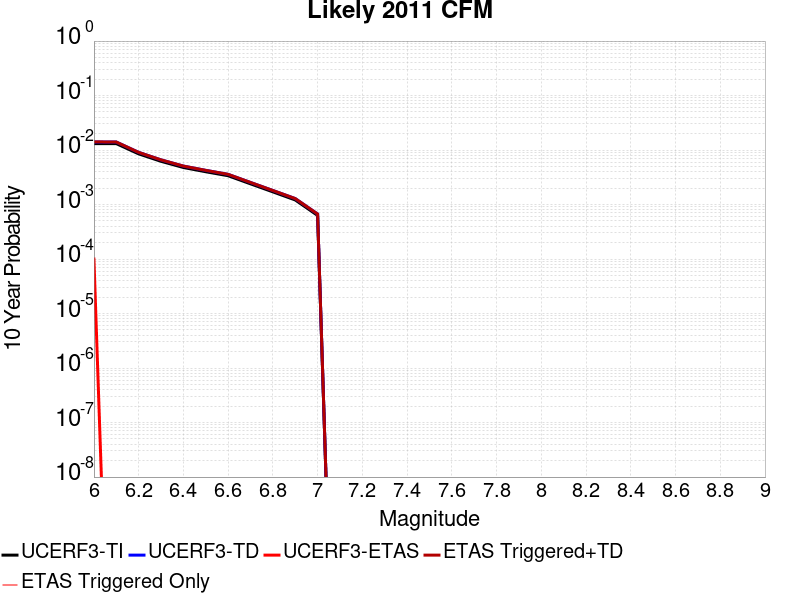 Likely 2011 CFM
10 Year Probability
10^0
10^-1
10^-2
10^-3
10^-4
10^-5
10^-6
10^-7
10^-8
6 6.2 6.4 6.6 6.8 7 7.2 7.4 7.6 7.8 8 8.2 8.4 8.6 8.8 9
Magnitude
UCERF3-TI UCERF3-TD UCERF3-ETAS ETAS Triggered+TD
ETAS Triggered Only